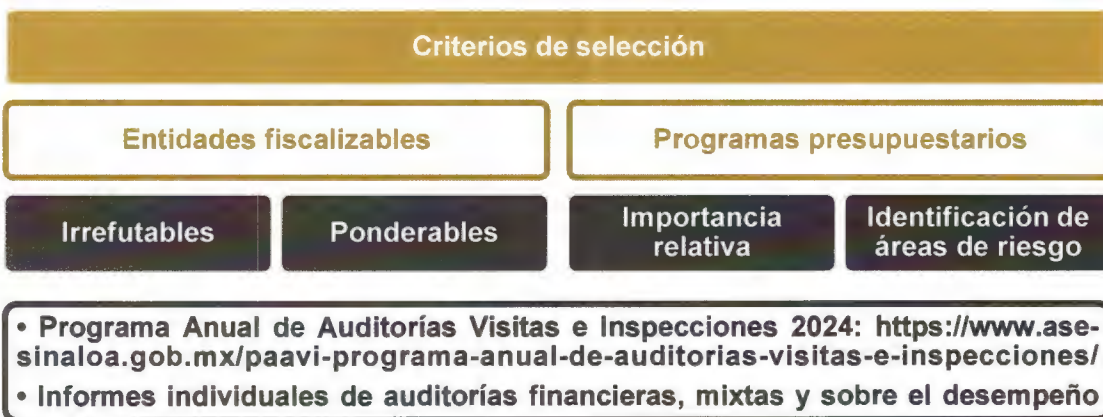 Criterios de selección
Entidades fiscalizables
Programas presupuestarios
Irrefutables
Ponderables
Importancia
relativa
Identificación de
áreas de riesgo
• Programa Anual de Auditorías Visitas e Inspecciones 2024: https://www.ase-
sinaloa.gob.mx/paavi-programa-anual-de-auditorias-visitas-e-inspecciones/
• Informes individuales de auditorías financieras, mixtas y sobre el desempeño